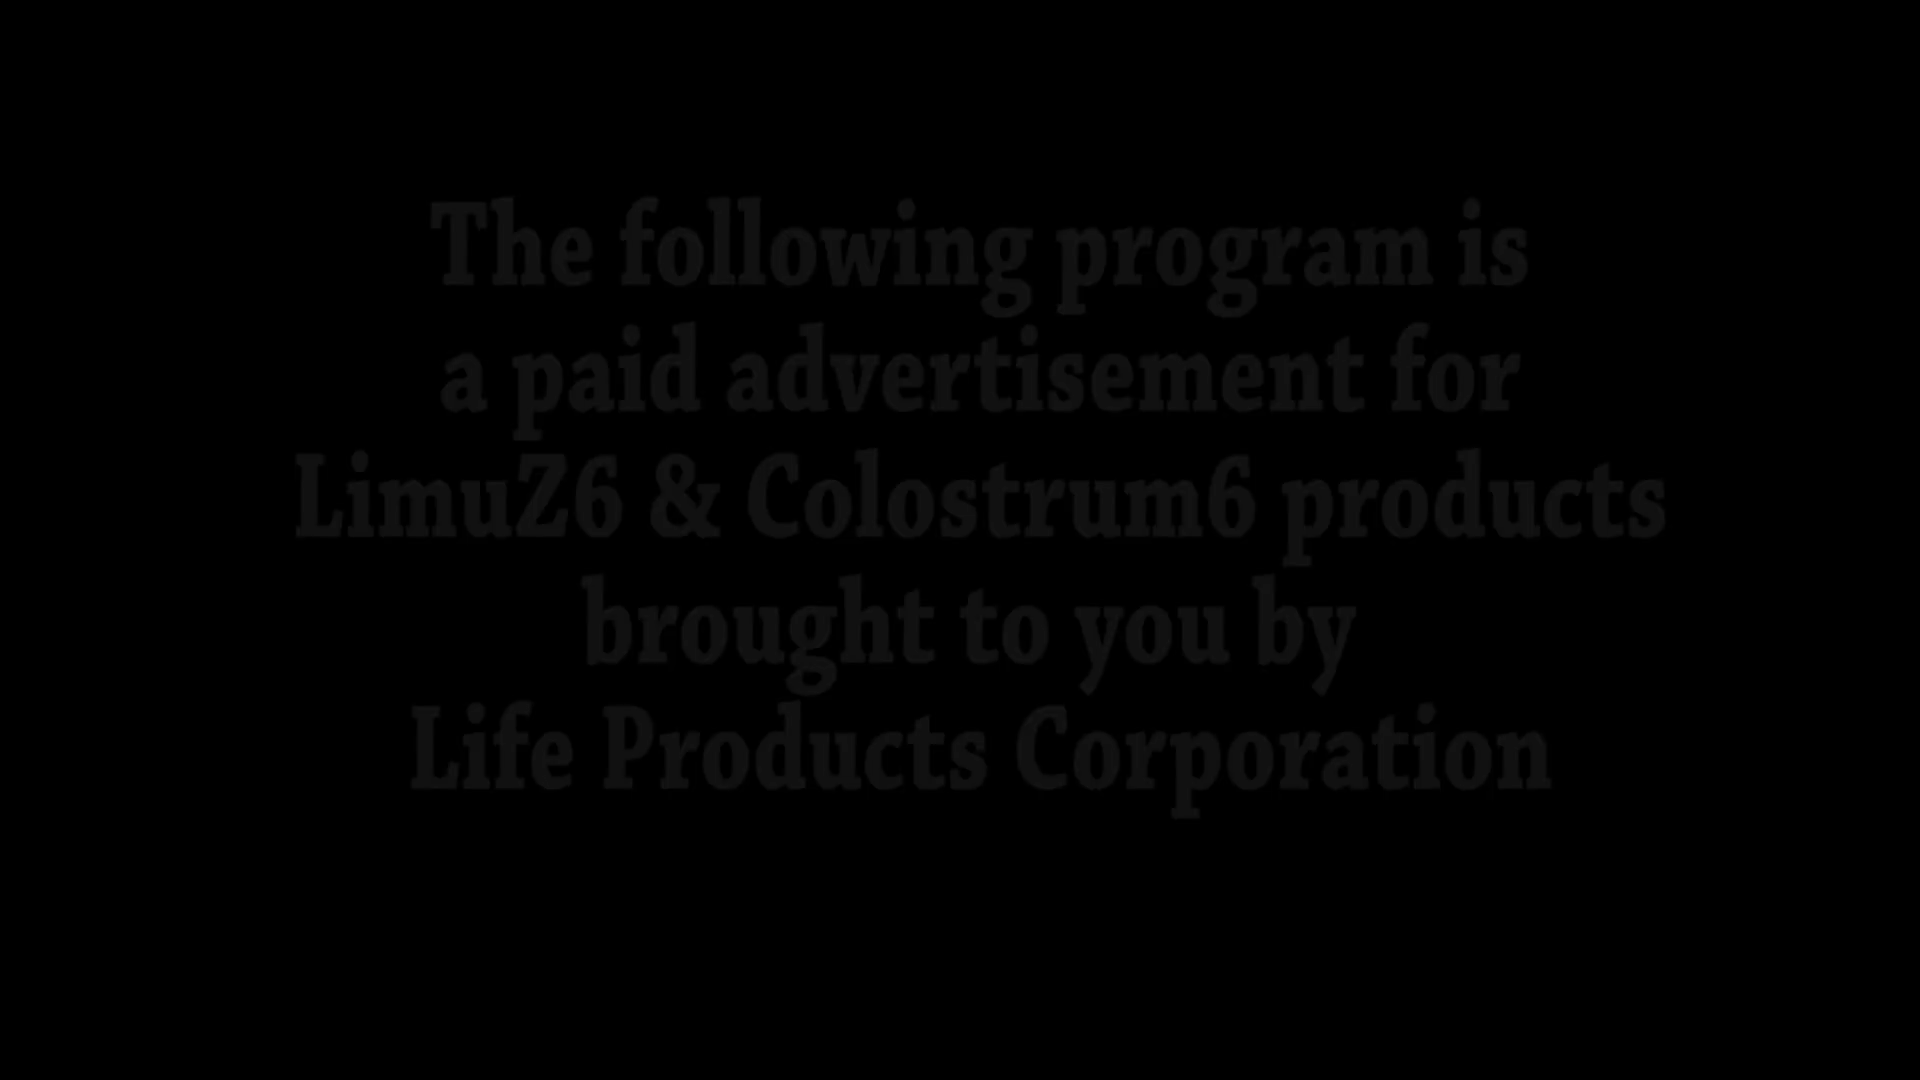 The following program is
a paid advertisement for
LimuZ6 & Colostrum6 products
brought to you by
Life Products Corporation